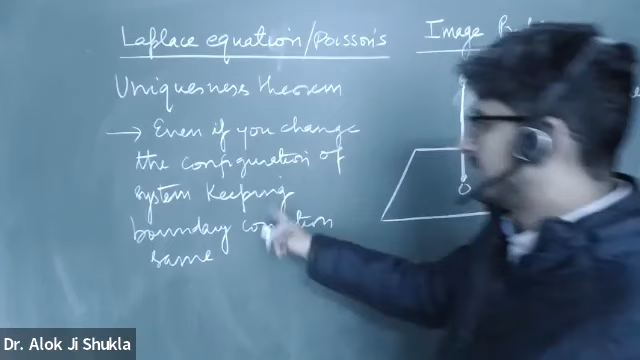 Laplace equation/Poisson's
Image
Uniqueness theorem
→ Even if you change
the configuration of
system keeping
boundary
same
Dr. Alok Ji Shukla